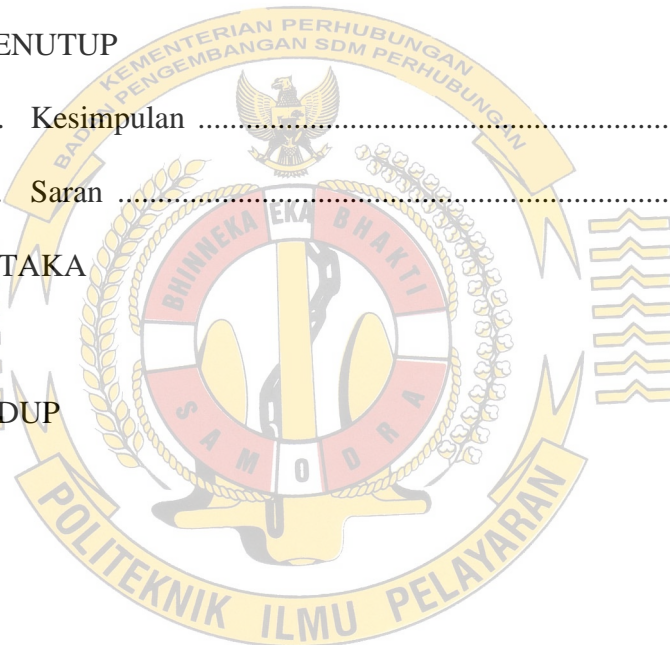 KEMENTERIAN PERHUBUNGAN
BADAN PENGEMBANGAN SDM PERHUBUNGAN
ENUTUP
. Kesimpulan ........................................................................
. Saran ........................................................................
BHINNEKA EKA BHAKTI
TAKA
DUP
SAMODRA
POLITEKNIK ILMU PELAYARAN